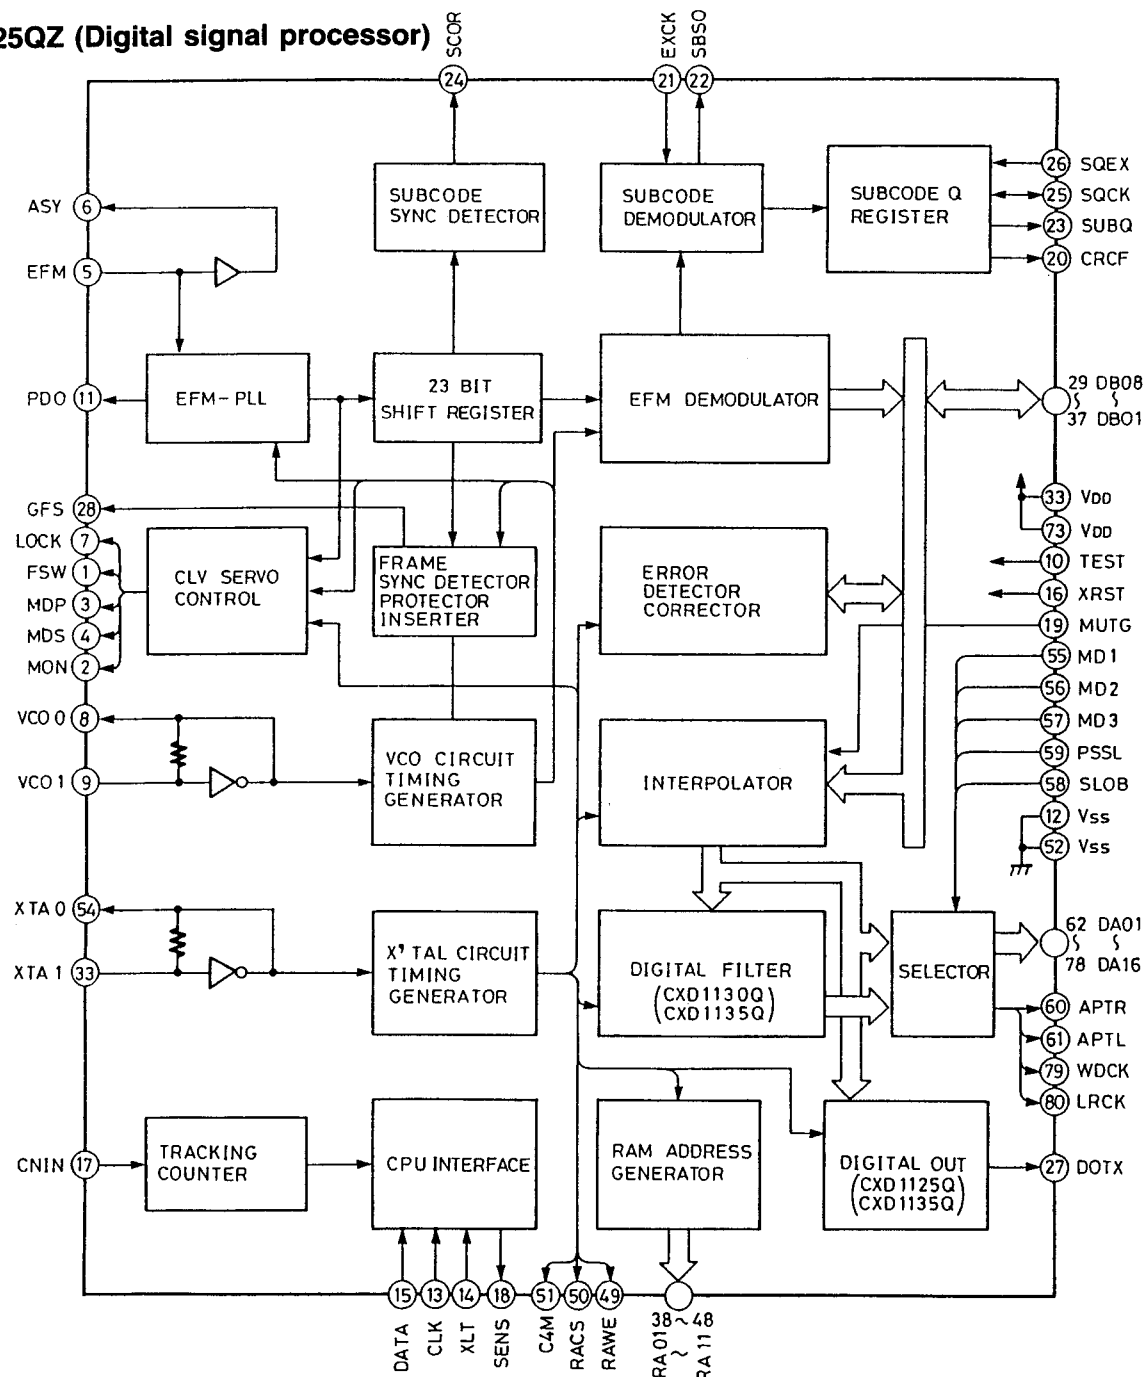 25QZ (Digital signal processor)
SCOR
24
EXCK
21
SBSO
22
SUBCODE
SYNC DETECTOR
SUBCODE
DEMODULATOR
SUBCODE Q
REGISTER
26 SQEX
25 SQCK
23 SUBQ
20 CRCF
ASY 6
EFM 5
PDO 11
EFM-PLL
23 BIT
SHIFT REGISTER
EFM DEMODULATOR
29 DB08
~
37 DB01
GFS 28
LOCK 7
FSW 1
MDP 3
MDS 4
MON 2
CLV SERVO
CONTROL
FRAME
SYNC DETECTOR
PROTECTOR
INSERTER
ERROR
DETECTOR
CORRECTOR
33 VDD
73 VDD
10 TEST
16 XRST
19 MUTG
55 MD1
56 MD2
57 MD3
59 PSSL
58 SLOB
12 Vss
52 Vss
VCO 0 8
VCO 1 9
VCO CIRCUIT
TIMING
GENERATOR
INTERPOLATOR
XTA 0 54
XTA 1 33
X'TAL CIRCUIT
TIMING
GENERATOR
DIGITAL FILTER
(CXD1130Q
CXD1135Q)
SELECTOR
62 DA01
~
78 DA16
60 APTR
61 APTL
79 WDCK
80 LRCK
CNIN 17
TRACKING
COUNTER
CPU INTERFACE
RAM ADDRESS
GENERATOR
DIGITAL OUT
(CXD1125Q
CXD1135Q)
27 DOTX
15 13 14 18 51 50 49
DATA
CLK
XLT
SENS
C4M
RACS
RAWE
38 ~ 48
RA01 ~ RA11